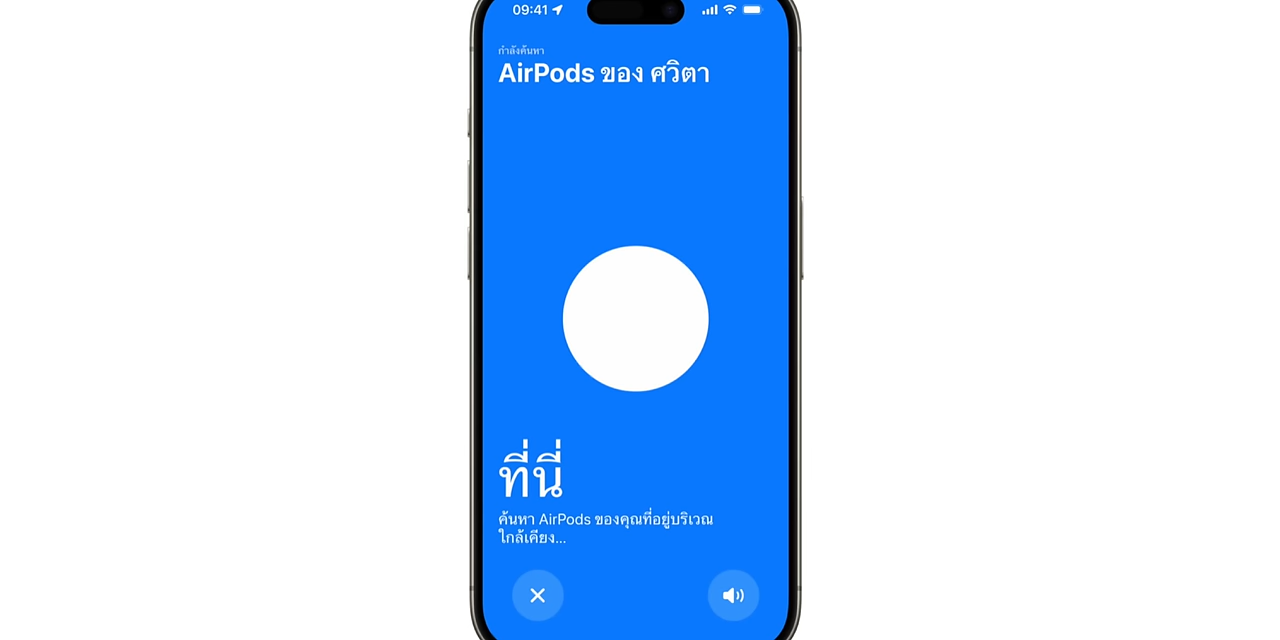 09:41
กำลังค้นหา
AirPods ของ ศวิตา
ที่นี่
ค้นหา AirPods ของคุณที่อยู่บริเวณ
ใกล้เคียง...